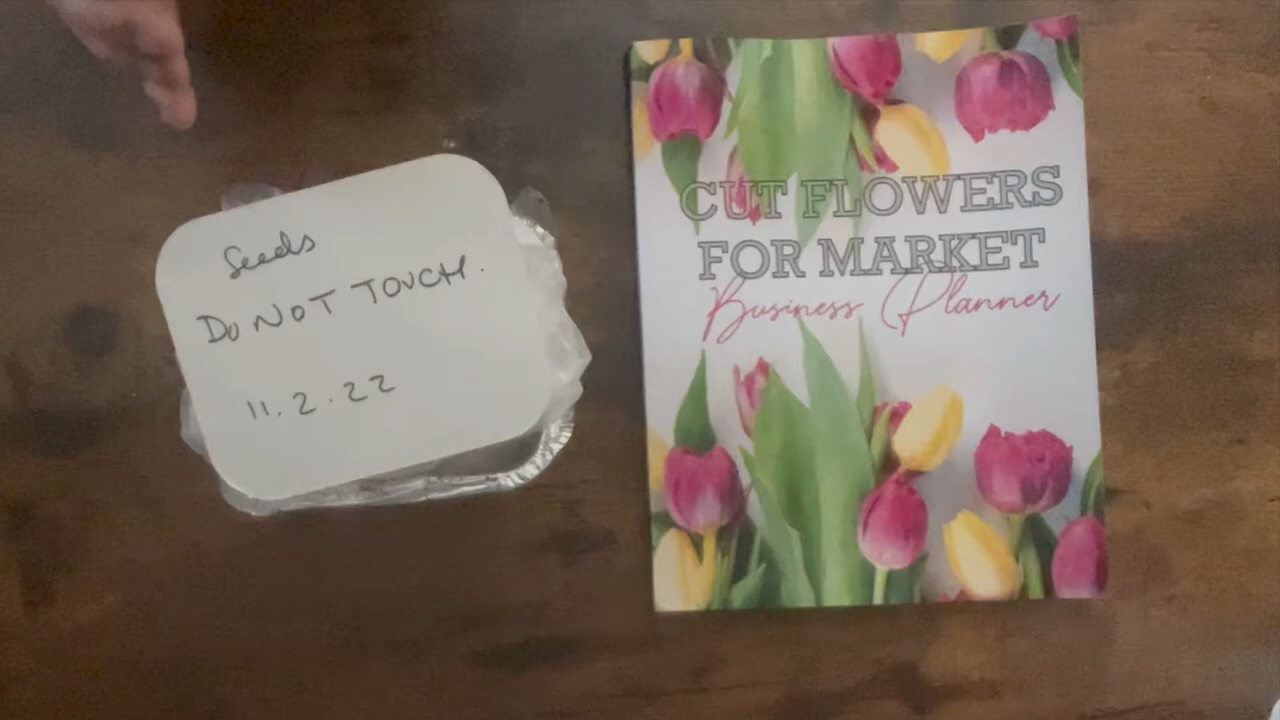 Seeds
DO NOT TOUCH.
11.2.22
CUT FLOWERS
FOR MARKET
Business Planner